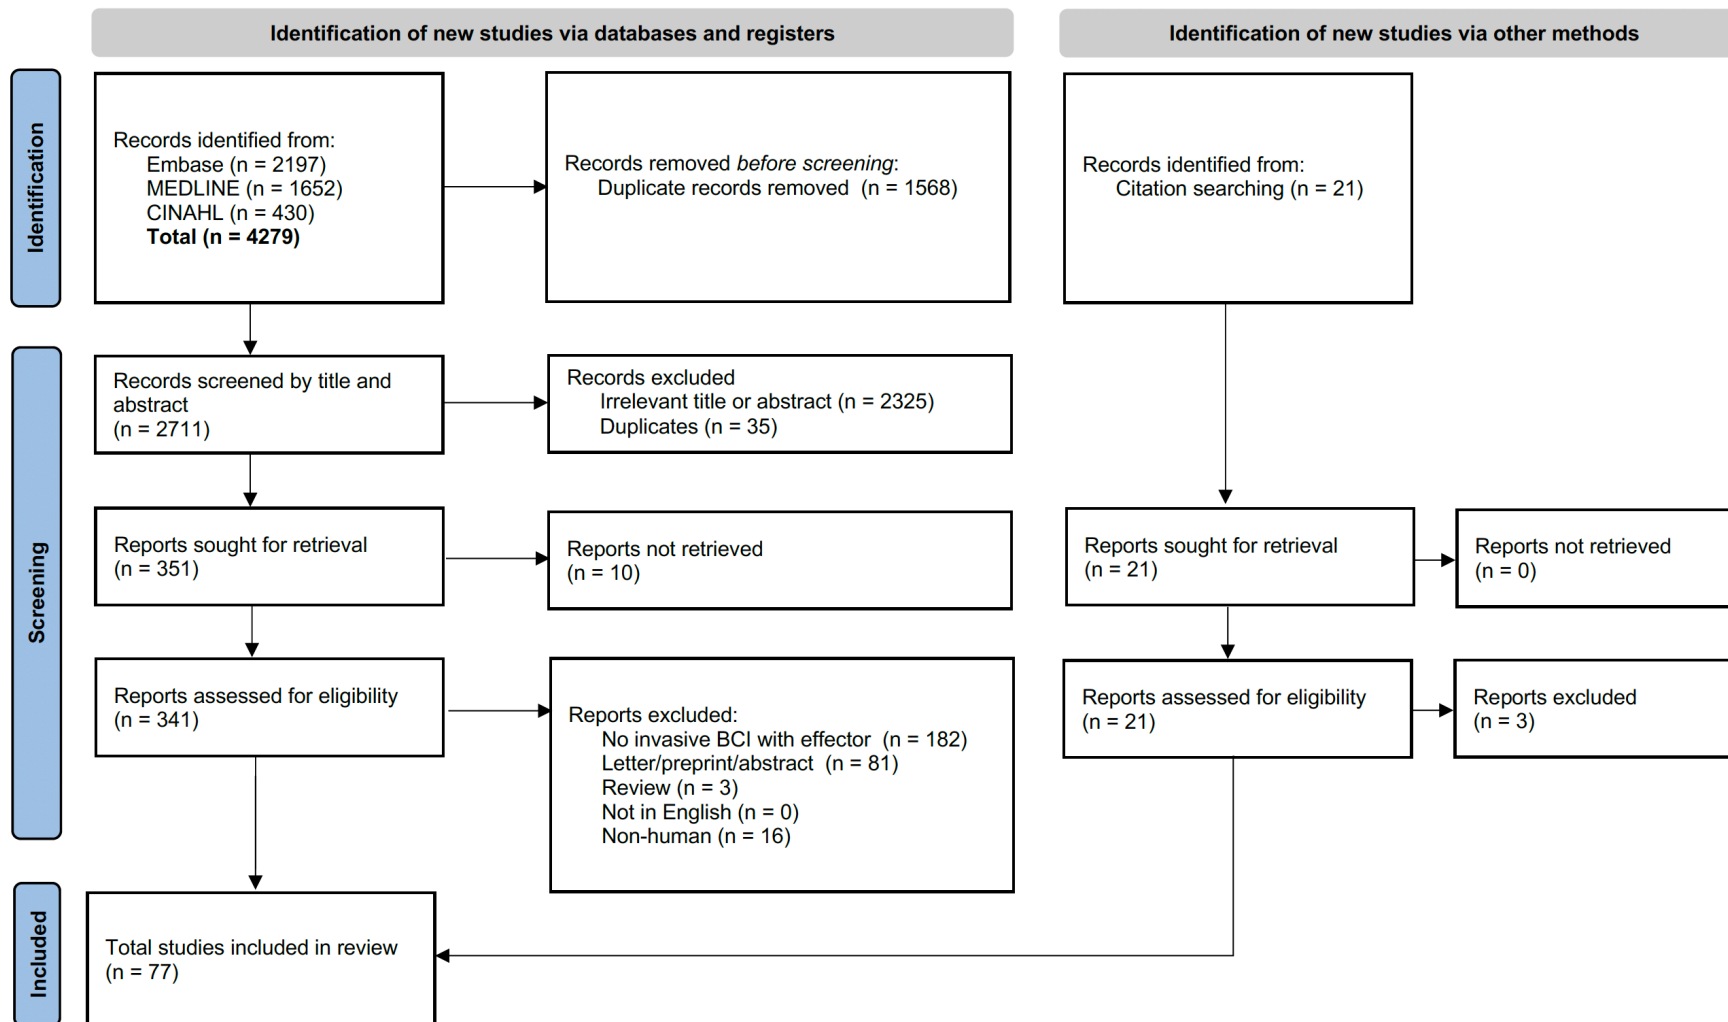 Identification of new studies via databases and registers
Identification of new studies via other methods
Identification
Records identified from:
Embase (n = 2197)
MEDLINE (n = 1652)
CINAHL (n = 430)
Total (n = 4279)
Records removed before screening:
Duplicate records removed (n = 1568)
Records identified from:
Citation searching (n = 21)
Screening
Records screened by title and
abstract
(n = 2711)
Records excluded
Irrelevant title or abstract (n = 2325)
Duplicates (n = 35)
Reports sought for retrieval
(n = 351)
Reports not retrieved
(n = 10)
Reports sought for retrieval
(n = 21)
Reports not retrieved
(n = 0)
Reports assessed for eligibility
(n = 341)
Reports excluded:
No invasive BCI with effector (n = 182)
Letter/preprint/abstract (n = 81)
Review (n = 3)
Not in English (n = 0)
Non-human (n = 16)
Reports assessed for eligibility
(n = 21)
Reports excluded
(n = 3)
Included
Total studies included in review
(n = 77)